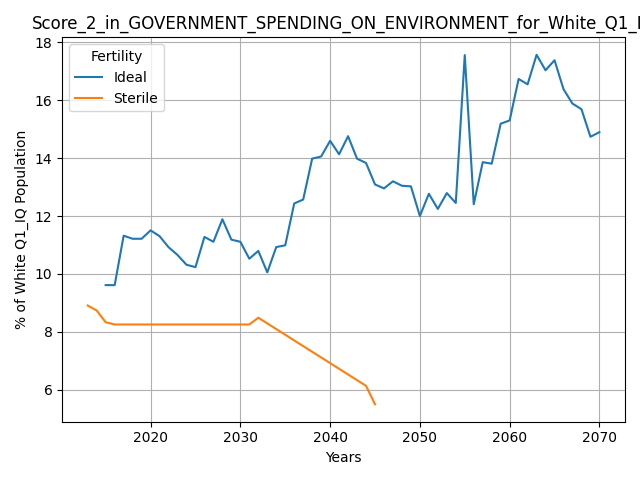 Score_2_in_GOVERNMENT_SPENDING_ON_ENVIRONMENT_for_White_Q1_I
Fertility
Ideal
Sterile
% of White Q1_IQ Population
18
16
14
12
10
8
6
2020 2030 2040 2050 2060 2070
Years